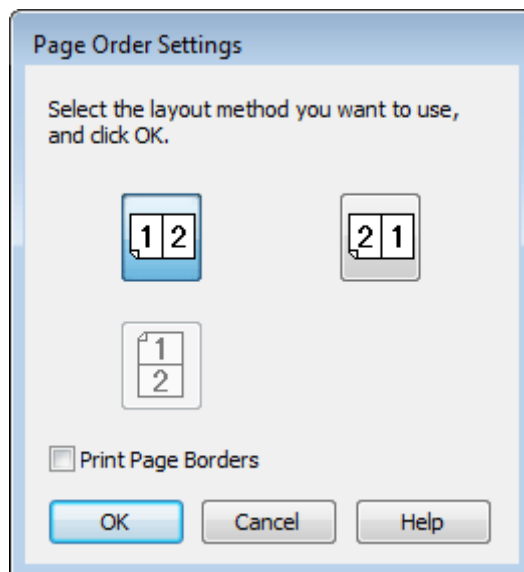 Page Order Settings
Select the layout method you want to use,
and click OK.
1 2
2 1
1
2
Print Page Borders
OK Cancel Help